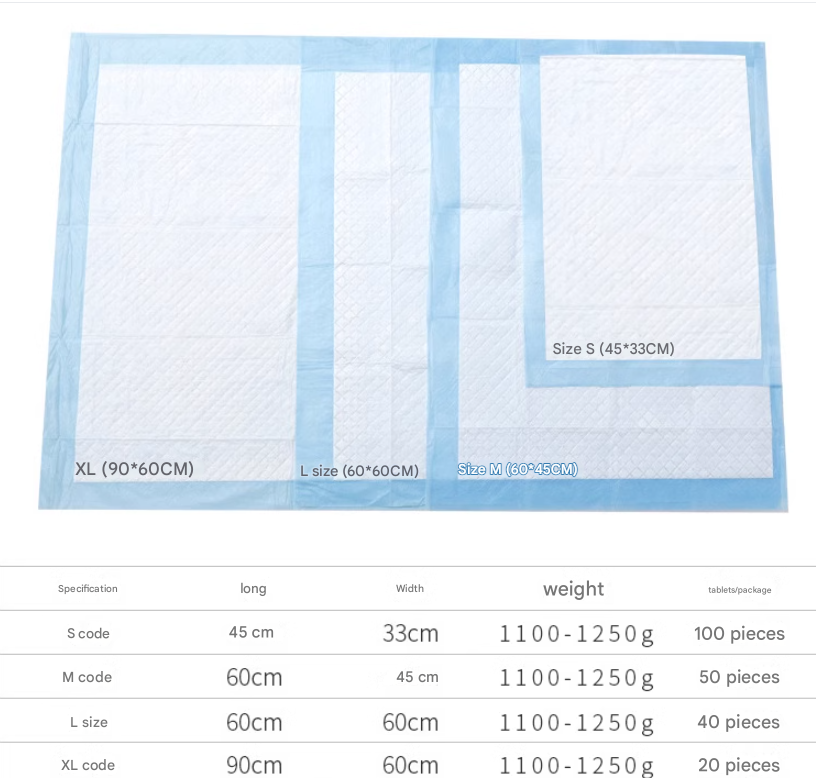 Size S (45*33CM)
XL (90*60CM)
L size (60*60CM)
Size M (60*45CM)
Specification long Width weight tablets/package
S code 45 cm 33cm 1100-1250g 100 pieces
M code 60cm 45 cm 1100-1250g 50 pieces
L size 60cm 60cm 1100-1250g 40 pieces
XL code 90cm 60cm 1100-1250g 20 pieces